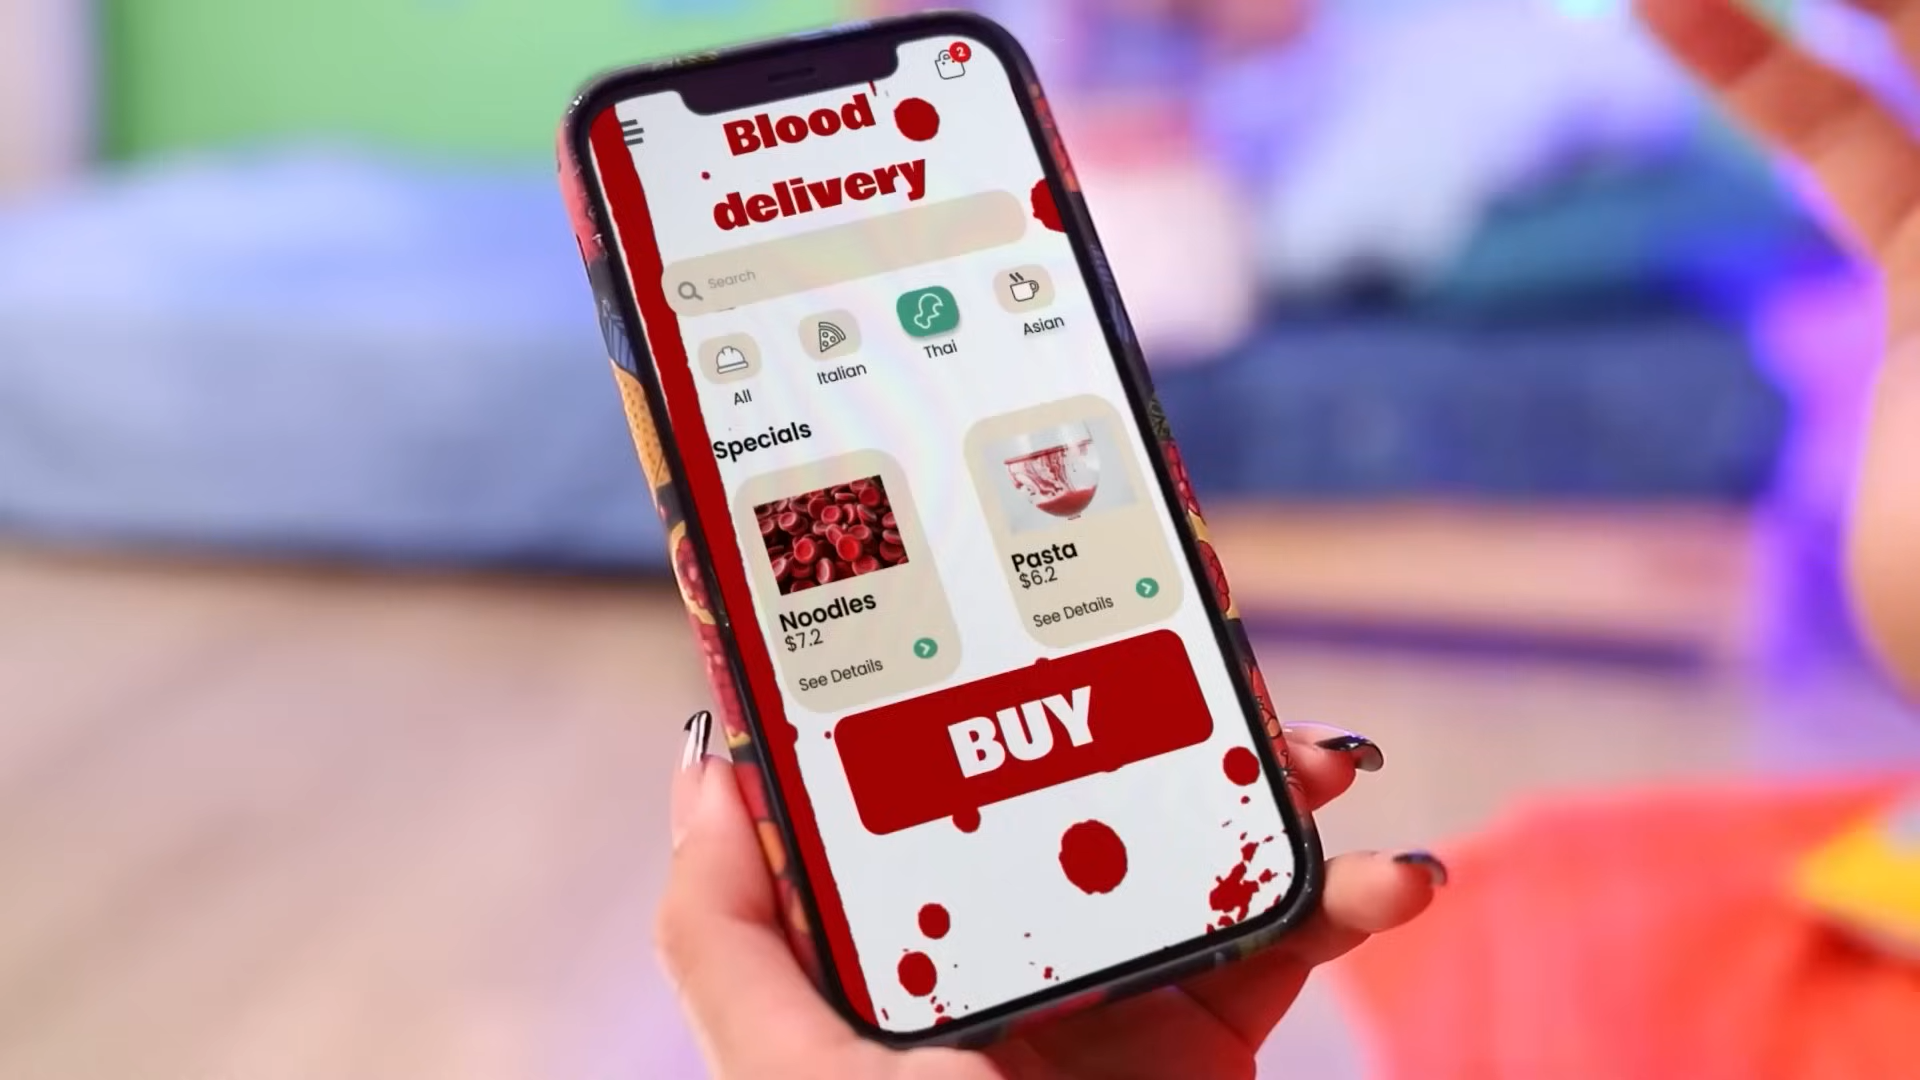 2
Blood
delivery
Search
All
Italian
Thai
Asian
Specials
Noodles
$7.2
See Details
Pasta
$6.2
See Details
BUY